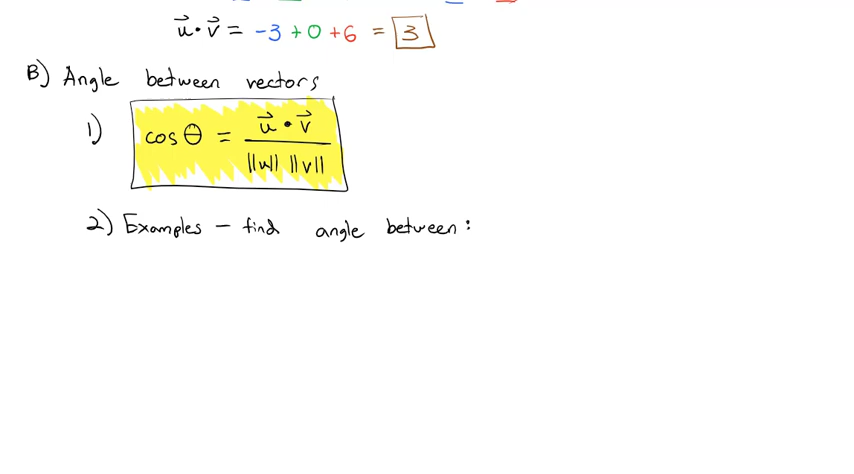 u⃗ • v⃗ = -3 + 0 + 6 = 3
B) Angle between vectors
1) cos θ = u⃗ • v⃗ / ||u|| ||v||
2) Examples – find angle between: